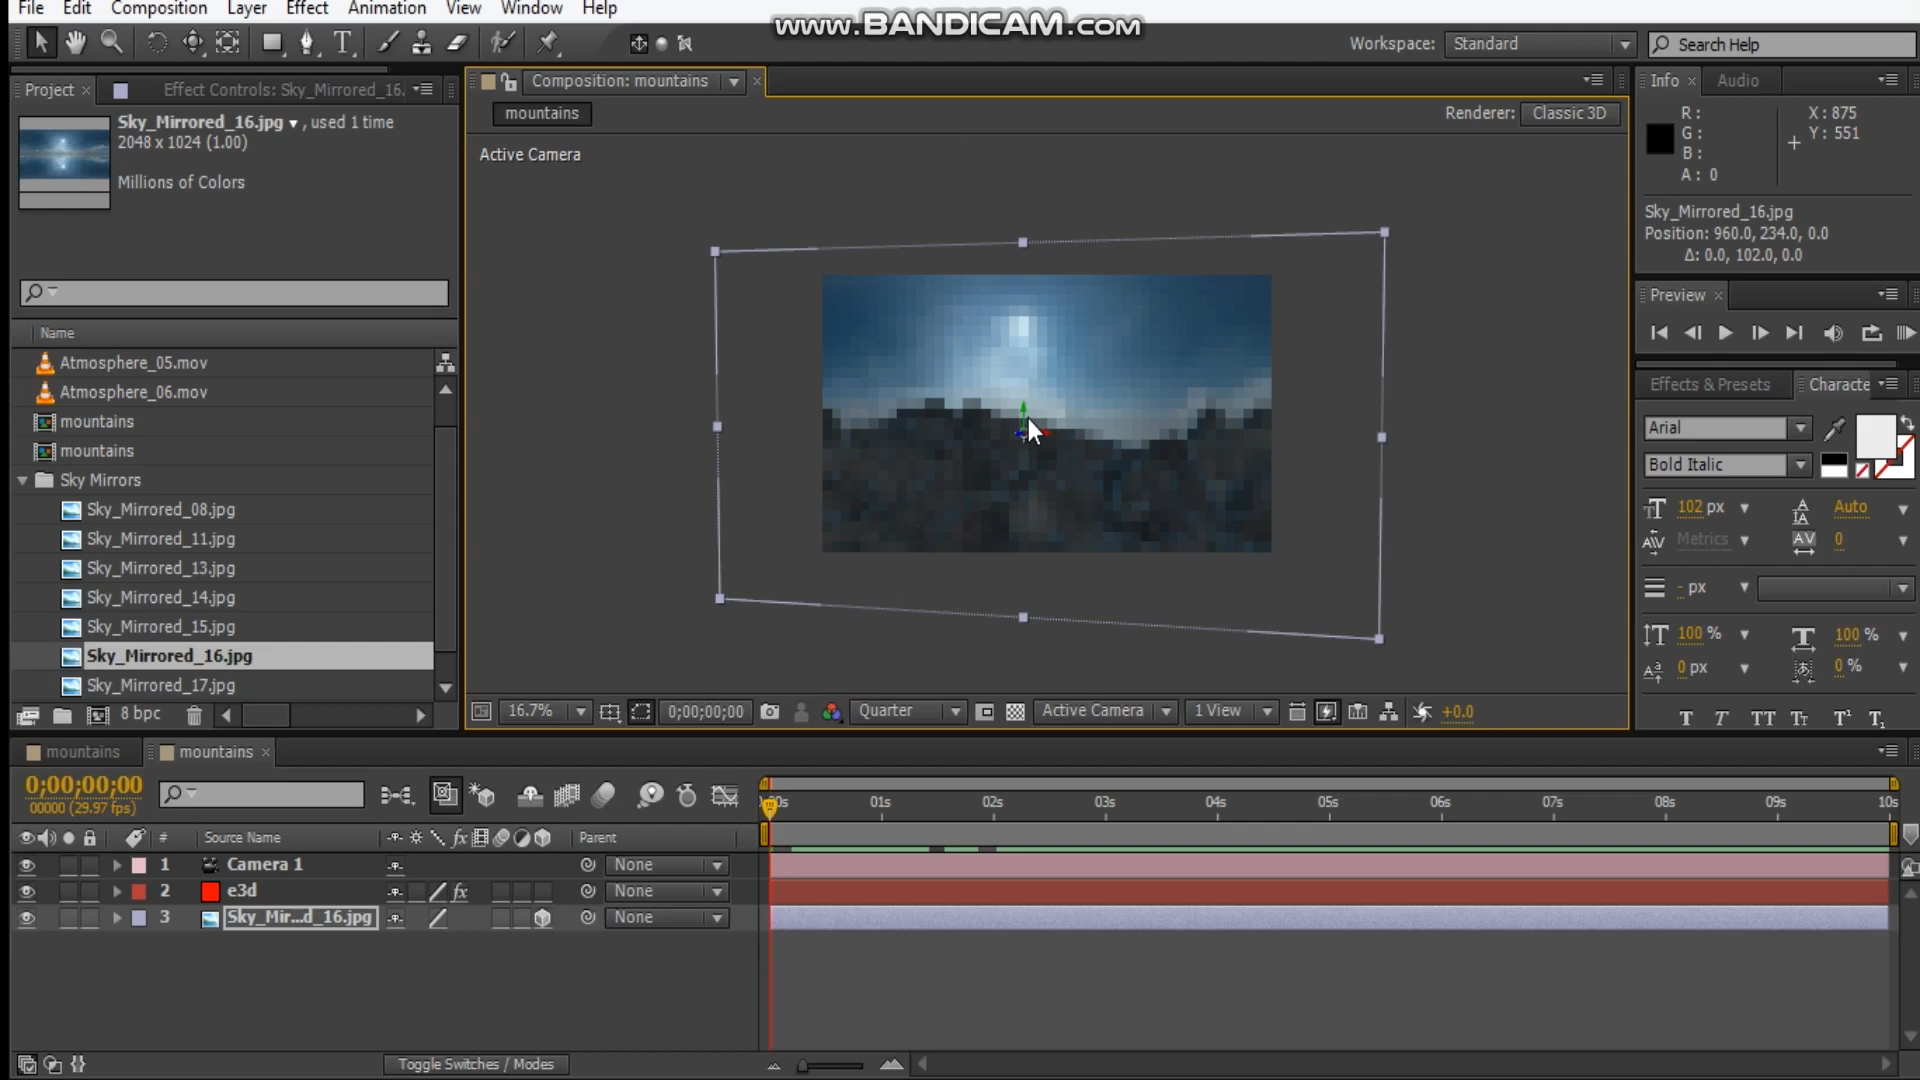 File Edit Composition Layer Effect Animation View Window Help
www.BANDICAM.com
Workspace: Standard
Search Help
Project × Effect Controls: Sky_Mirrored_16.
Sky_Mirrored_16.jpg ▼ , used 1 time
2048 x 1024 (1.00)
Millions of Colors
Name
Atmosphere_05.mov
Atmosphere_06.mov
mountains
mountains
Sky Mirrors
Sky_Mirrored_08.jpg
Sky_Mirrored_11.jpg
Sky_Mirrored_13.jpg
Sky_Mirrored_14.jpg
Sky_Mirrored_15.jpg
Sky_Mirrored_16.jpg
Sky_Mirrored_17.jpg
8 bpc
Composition: mountains
mountains
Renderer: Classic 3D
Active Camera
16.7% 0;00;00;00 Quarter Active Camera 1 View +0.0
Info × Audio
R: X: 875
G: Y: 551
B:
A: 0
Sky_Mirrored_16.jpg
Position: 960.0, 234.0, 0.0
Δ: 0.0, 102.0, 0.0
Preview ×
Effects & Presets Characte
Arial
Bold Italic
102 px Auto
Metrics 0
- px
100 % 100 %
0 px 0 %
T T TT Tt T¹ T₁
mountains mountains ×
0;00;00;00
00000 (29.97 fps)
:00s 01s 02s 03s 04s 05s 06s 07s 08s 09s 10s
# Source Name fx Parent
1 Camera 1 None
2 e3d fx None
3 Sky_Mir...d_16.jpg None
Toggle Switches / Modes